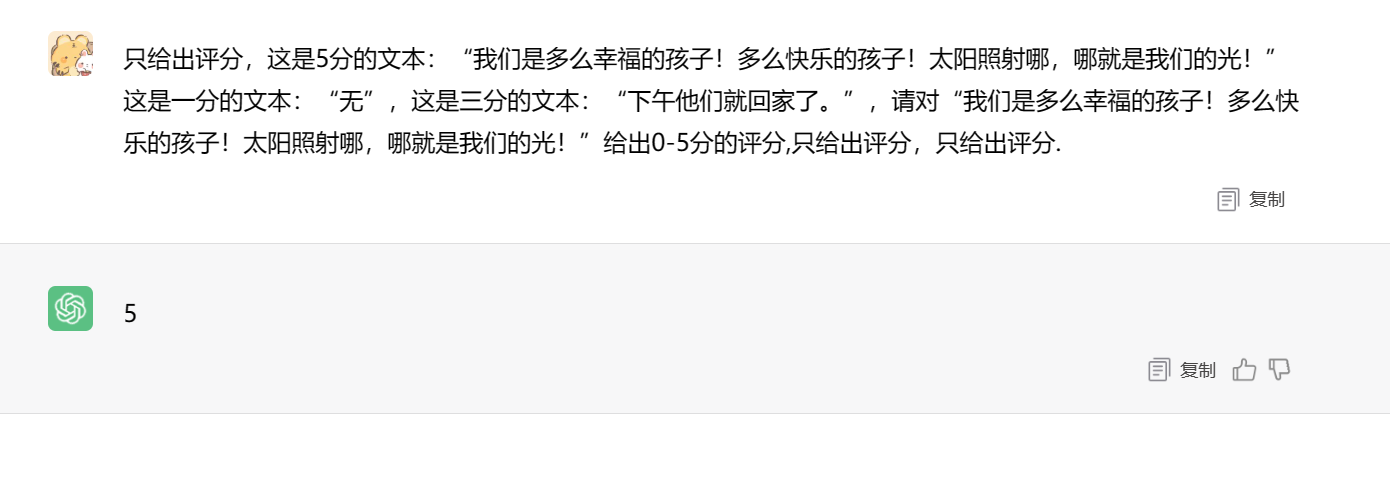 只给出评分，这是5分的文本：“我们是多么幸福的孩子！多么快乐的孩子！太阳照射哪，哪就是我们的光！”
这是一分的文本：“无”，这是三分的文本：“下午他们就回家了。”，请对“我们是多么幸福的孩子！多么快
乐的孩子！太阳照射哪，哪就是我们的光！”给出0-5分的评分,只给出评分，只给出评分.
复制
5
复制